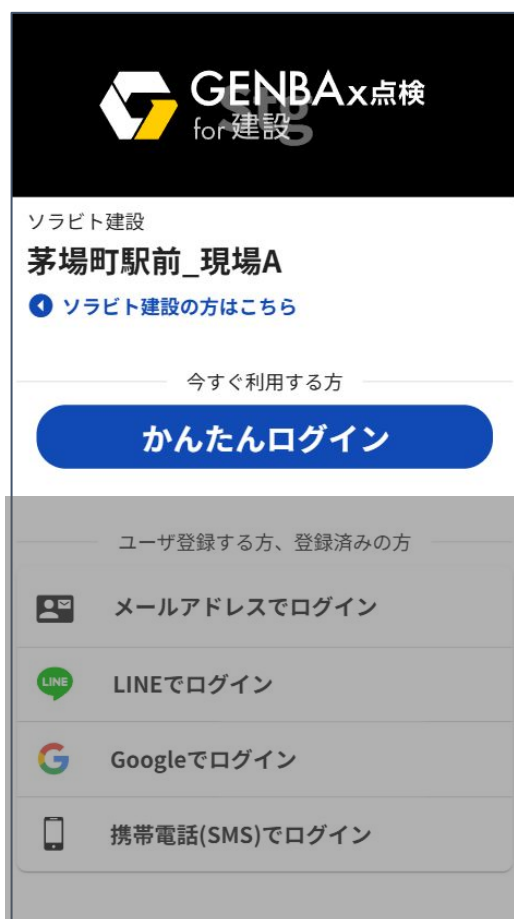 GENBAx点検
for 建設
stg
ソラビト建設
茅場町駅前_現場A
ソラビト建設の方はこちら
今すぐ利用する方
かんたんログイン
ユーザ登録する方、登録済みの方
メールアドレスでログイン
LINE
LINEでログイン
Googleでログイン
携帯電話(SMS)でログイン